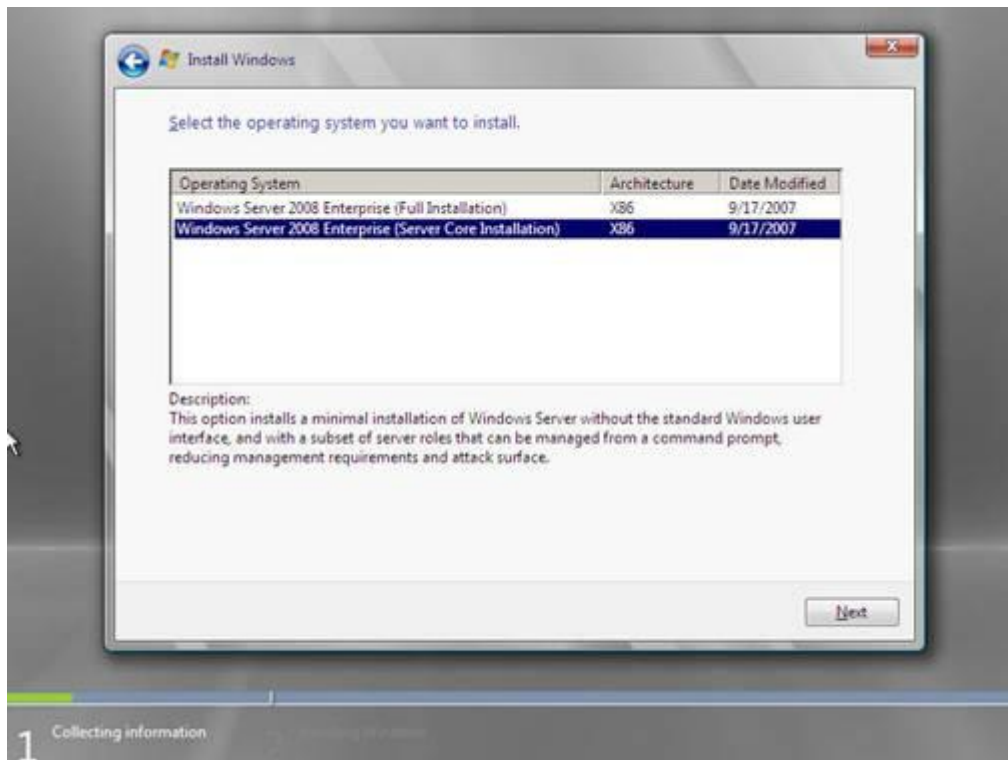 Install Windows
Select the operating system you want to install.
Operating System Architecture Date Modified
Windows Server 2008 Enterprise (Full Installation) X86 9/17/2007
Windows Server 2008 Enterprise (Server Core Installation) X86 9/17/2007
Description:
This option installs a minimal installation of Windows Server without the standard Windows user
interface, and with a subset of server roles that can be managed from a command prompt,
reducing management requirements and attack surface.
Next
1 Collecting information